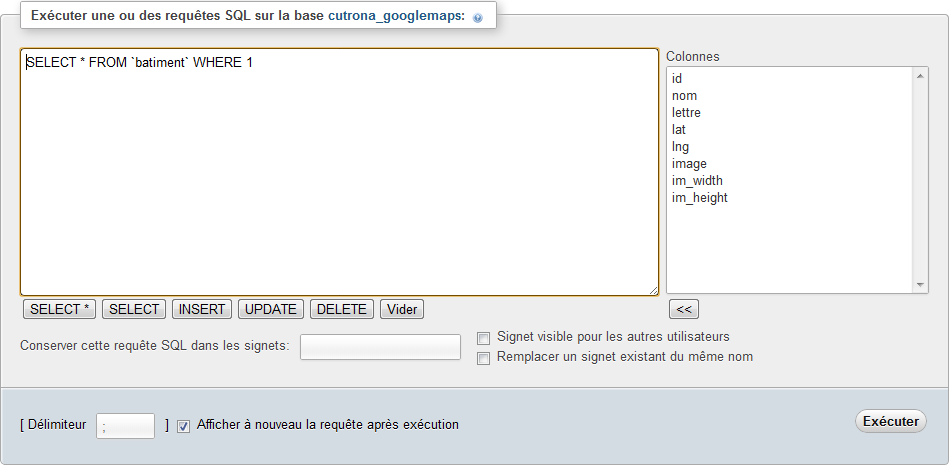 Exécuter une ou des requêtes SQL sur la base cutrona_googlemaps:
SELECT * FROM `batiment` WHERE 1
Colonnes
id
nom
lettre
lat
lng
image
im_width
im_height
SELECT * SELECT INSERT UPDATE DELETE Vider <<
Conserver cette requête SQL dans les signets:
Signet visible pour les autres utilisateurs
Remplacer un signet existant du même nom
[ Délimiteur ; ] Afficher à nouveau la requête après exécution
Exécuter